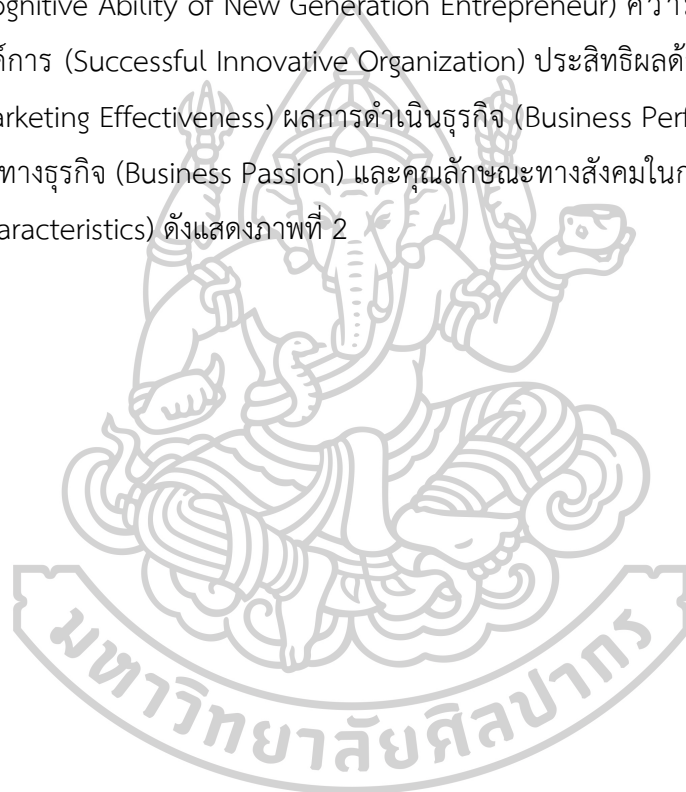 ognitive Ability of New Generation Entrepreneur) ความ
ค์การ (Successful Innovative Organization) ประสิทธิผลด้
arketing Effectiveness) ผลการดำเนินธุรกิจ (Business Perf
ทางธุรกิจ (Business Passion) และคุณลักษณะทางสังคมในก
haracteristics) ดังแสดงภาพที่ 2
มหาวิทยาลัยศิลปากร